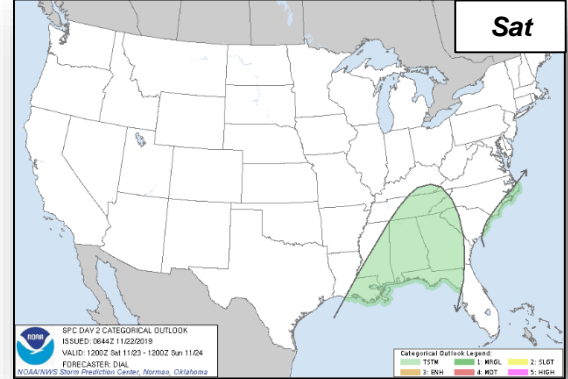 Sat
NOAA
SPC DAY 2 CATEGORICAL OUTLOOK
ISSUED: 0644Z 11/22/2019
VALID: 1200Z Sat 11/23 - 1200Z Sun 11/24
FORECASTER: DIAL
NOAA/NWS Storm Prediction Center, Norman, Oklahoma
Categorical Outlook Legend:
TSTM 1: MRGL 2: SLGT
3: ENH 4: MDT 5: HIGH